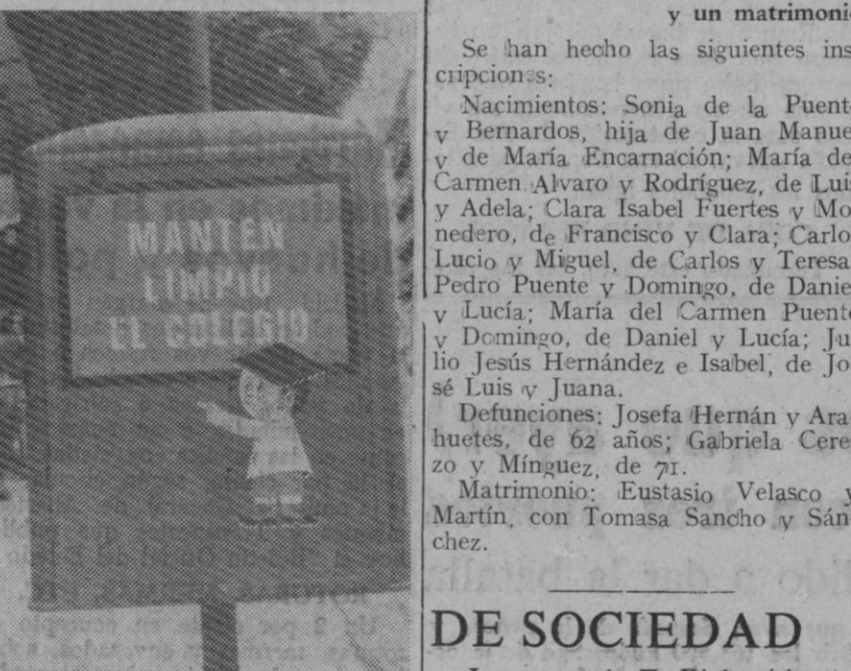 MANTEN
LIMPIO
EL COLEGIO
y un matrimoni
Se han hecho las siguientes ins
cripciones:
Nacimientos: Sonia de la Puent
y Bernardos, hija de Juan Manue
y de María Encarnación; María de
Carmen Alvaro y Rodríguez, de Luis
y Adela; Clara Isabel Fuertes y Mo
nedero, de Francisco y Clara; Carlo
Lucio y Miguel, de Carlos y Teresa
Pedro Puente y Domingo, de Danie
y Lucía; María del Carmen Puent
y Domingo, de Daniel y Lucía; Ju
lio Jesús Hernández e Isabel, de Jo
sé Luis y Juana.
Defunciones: Josefa Hernán y Ara
huetes, de 62 años; Gabriela Cere
zo y Mínguez, de 71.
Matrimonio: Eustasio Velasco y
Martín, con Tomasa Sancho y Sán
chez.
DE SOCIEDAD